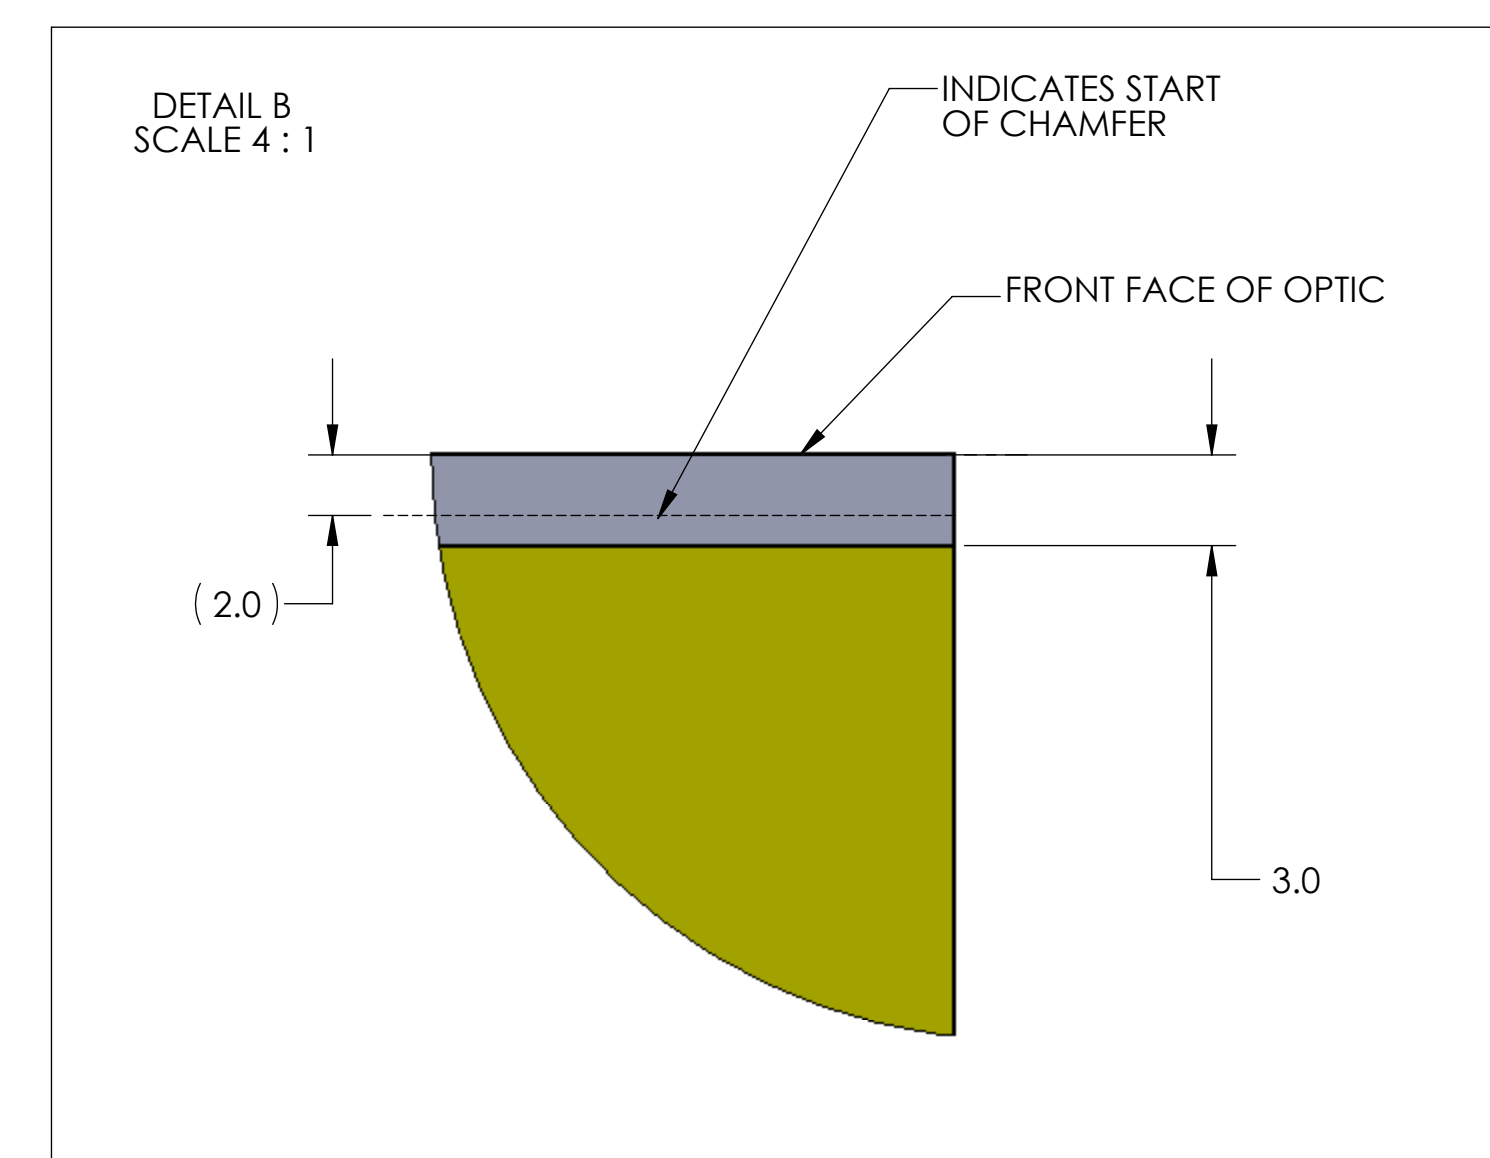 DETAIL B
SCALE 4 : 1
INDICATES START
OF CHAMFER
FRONT FACE OF OPTIC
( 2.0 )
3.0